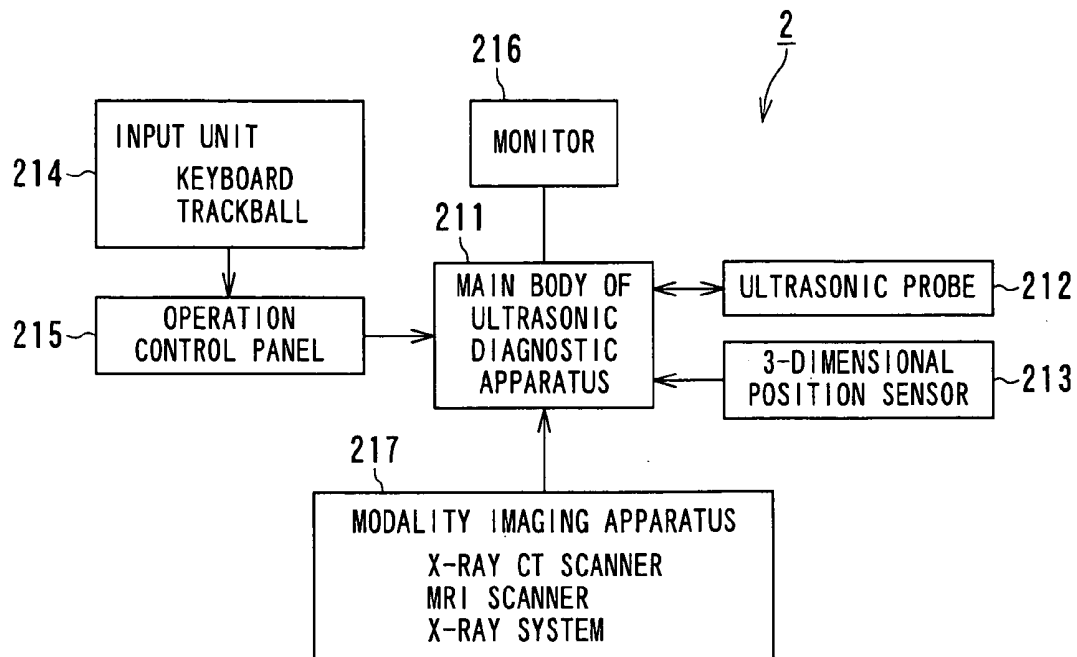 2
216
MONITOR
INPUT UNIT
KEYBOARD
TRACKBALL
214
211
MAIN BODY OF
ULTRASONIC
DIAGNOSTIC
APPARATUS
ULTRASONIC PROBE
212
215
OPERATION
CONTROL PANEL
3-DIMENSIONAL
POSITION SENSOR
213
217
MODALITY IMAGING APPARATUS
X-RAY CT SCANNER
MRI SCANNER
X-RAY SYSTEM